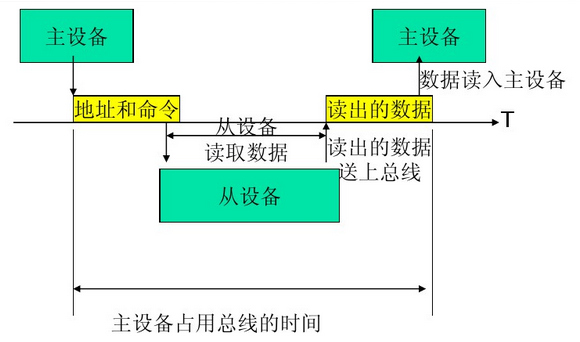 主设备
主设备
数据读入主设备
地址和命令
读出的数据
T
从设备
读取数据
读出的数据
送上总线
从设备
主设备占用总线的时间